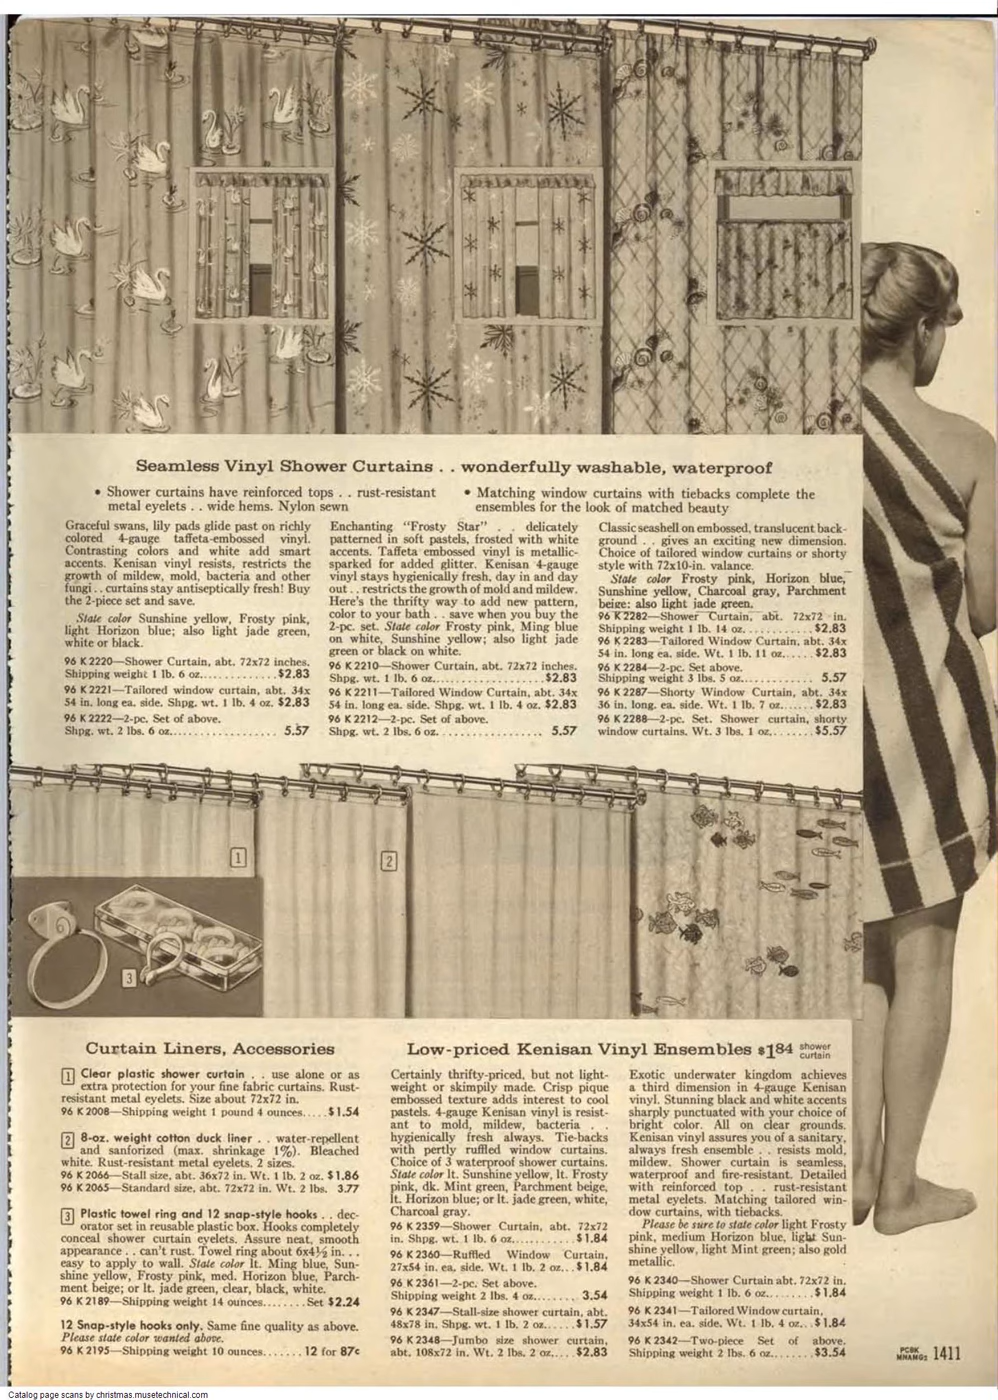 Seamless Vinyl Shower Curtains . . wonderfully washable, waterproof
• Shower curtains have reinforced tops . . rust-resistant
metal eyelets . . wide hems. Nylon sewn
• Matching window curtains with tiebacks complete the
ensembles for the look of matched beauty
Graceful swans, lily pads glide past on richly
colored 4-gauge taffeta-embossed vinyl.
Contrasting colors and white add smart
accents. Kenisan vinyl resists, restricts the
growth of mildew, mold, bacteria and other
fungi . . curtains stay antiseptically fresh! Buy
the 2-piece set and save.
State color Sunshine yellow, Frosty pink,
light Horizon blue; also light jade green,
white or black.
96 K 2220—Shower Curtain, abt. 72x72 inches.
Shipping weight 1 lb. 6 oz..............$2.83
96 K 2221—Tailored window curtain, abt. 34x
54 in. long ea. side. Shpg. wt. 1 lb. 4 oz. $2.83
96 K 2222—2-pc. Set of above.
Shpg. wt. 2 lbs. 6 oz................... 5.57
Enchanting "Frosty Star" . . delicately
patterned in soft pastels, frosted with white
accents. Taffeta embossed vinyl is metallic-
sparked for added glitter. Kenisan 4-gauge
vinyl stays hygienically fresh, day in and day
out . . restricts the growth of mold and mildew.
Here's the thrifty way to add new pattern,
color to your bath . . save when you buy the
2-pc. set. State color Frosty pink, Ming blue
on white, Sunshine yellow; also light jade
green or black on white.
96 K 2210—Shower Curtain, abt. 72x72 inches.
Shpg. wt. 1 lb. 6 oz...................$2.83
96 K 2211—Tailored Window Curtain, abt. 34x
54 in. long ea. side. Shpg. wt. 1 lb. 4 oz. $2.83
96 K 2212—2-pc. Set of above.
Shpg. wt. 2 lbs. 6 oz.................. 5.57
Classic seashell on embossed, translucent back-
ground . . gives an exciting new dimension.
Choice of tailored window curtains or shorty
style with 72x10-in. valance.
State color Frosty pink, Horizon blue,
Sunshine yellow, Charcoal gray, Parchment
beige; also light jade green.
96 K 2282—Shower Curtain, abt. 72x72 in.
Shipping weight 1 lb. 14 oz............$2.83
96 K 2283—Tailored Window Curtain, abt. 34x
54 in. long ea. side. Wt. 1 lb. 11 oz......$2.83
96 K 2284—2-pc. Set above.
Shipping weight 3 lbs. 5 oz............ 5.57
96 K 2287—Shorty Window Curtain, abt. 34x
36 in. long. ea. side. Wt. 1 lb. 7 oz.......$2.83
96 K 2288—2-pc. Set. Shower curtain, shorty
window curtains. Wt. 3 lbs. 1 oz........$5.57
1
2
3
Curtain Liners, Accessories
1 Clear plastic shower curtain . . use alone or as
extra protection for your fine fabric curtains. Rust-
resistant metal eyelets. Size about 72x72 in.
96 K 2008—Shipping weight 1 pound 4 ounces.....$1.54
2 8-oz. weight cotton duck liner . . water-repellent
and sanforized (max. shrinkage 1%). Bleached
white. Rust-resistant metal eyelets. 2 sizes.
96 K 2066—Stall size, abt. 36x72 in. Wt. 1 lb. 2 oz. $1.86
96 K 2065—Standard size, abt. 72x72 in. Wt. 2 lbs. 3.77
3 Plastic towel ring and 12 snap-style hooks . . dec-
orator set in reusable plastic box. Hooks completely
conceal shower curtain eyelets. Assure neat, smooth
appearance . . can't rust. Towel ring about 6x4½ in. . .
easy to apply to wall. State color lt. Ming blue, Sun-
shine yellow, Frosty pink, med. Horizon blue, Parch-
ment beige; or lt. jade green, clear, black, white.
96 K 2189—Shipping weight 14 ounces........Set $2.24
12 Snap-style hooks only. Same fine quality as above.
Please state color wanted above.
96 K 2195—Shipping weight 10 ounces....... 12 for 87c
Low-priced Kenisan Vinyl Ensembles $1.84 shower curtain
Certainly thrifty-priced, but not light-
weight or skimpily made. Crisp pique
embossed texture adds interest to cool
pastels. 4-gauge Kenisan vinyl is resist-
ant to mold, mildew, bacteria . .
hygienically fresh always. Tie-backs
with pertly ruffled window curtains.
Choice of 3 waterproof shower curtains.
State color lt. Sunshine yellow, lt. Frosty
pink, dk. Mint green, Parchment beige,
lt. Horizon blue; or lt. jade green, white,
Charcoal gray.
96 K 2359—Shower Curtain, abt. 72x72
in. Shpg. wt. 1 lb. 6 oz...........$1.84
96 K 2360—Ruffled Window Curtain,
27x54 in. ea. side. Wt. 1 lb. 2 oz...$1.84
96 K 2361—2-pc. Set above.
Shipping weight 2 lbs. 4 oz........ 3.54
96 K 2347—Stall-size shower curtain, abt.
48x78 in. Shpg. wt. 1 lb. 2 oz......$1.57
96 K 2348—Jumbo size shower curtain,
abt. 108x72 in. Wt. 2 lbs. 2 oz.....$2.83
Exotic underwater kingdom achieves
a third dimension in 4-gauge Kenisan
vinyl. Stunning black and white accents
sharply punctuated with your choice of
bright color. All on clear grounds.
Kenisan vinyl assures you of a sanitary,
always fresh ensemble . . resists mold,
mildew. Shower curtain is seamless,
waterproof and fire-resistant. Detailed
with reinforced top . . rust-resistant
metal eyelets. Matching tailored win-
dow curtains, with tiebacks.
Please be sure to state color light Frosty
pink, medium Horizon blue, light Sun-
shine yellow, light Mint green; also gold
metallic.
96 K 2340—Shower Curtain abt. 72x72 in.
Shipping weight 1 lb. 6 oz.........$1.84
96 K 2341—Tailored Window curtain,
34x54 in. ea. side. Wt. 1 lb. 4 oz...$1.84
96 K 2342—Two-piece Set of above.
Shipping weight 2 lbs. 6 oz........$3.54
1411
Catalog page scans by christmas.musetechnical.com